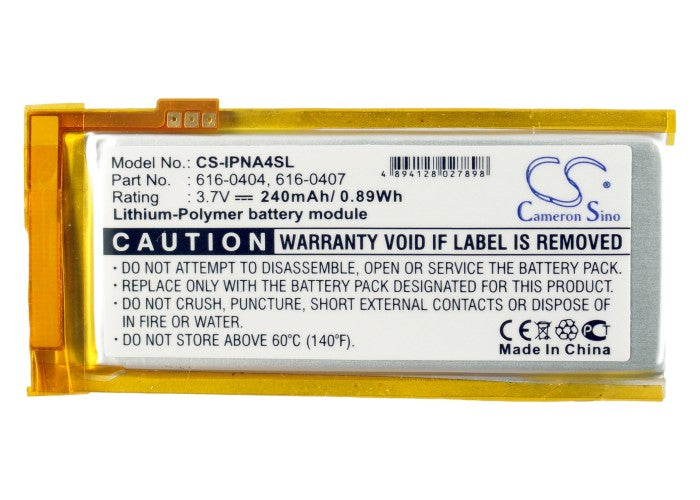 Model No.: CS-IPNA4SL
Part No.: 616-0404, 616-0407
Rating : 3.7V ⎓ 240mAh/ 0.89Wh
Lithium-Polymer battery module
4 894128 027898
CS
Cameron Sino
CAUTION WARRANTY VOID IF LABEL IS REMOVED
• DO NOT ATTEMPT TO DISASSEMBLE, OPEN OR SERVICE THE BATTERY PACK.
• REPLACE ONLY WITH THE BATTERY PACK DESIGNATED FOR THIS PRODUCT.
• DO NOT CRUSH, PUNCTURE, SHORT EXTERNAL CONTACTS OR DISPOSE OF
IN FIRE OR WATER.
• DO NOT STORE ABOVE 60°C (140°F).
CE
Made In China